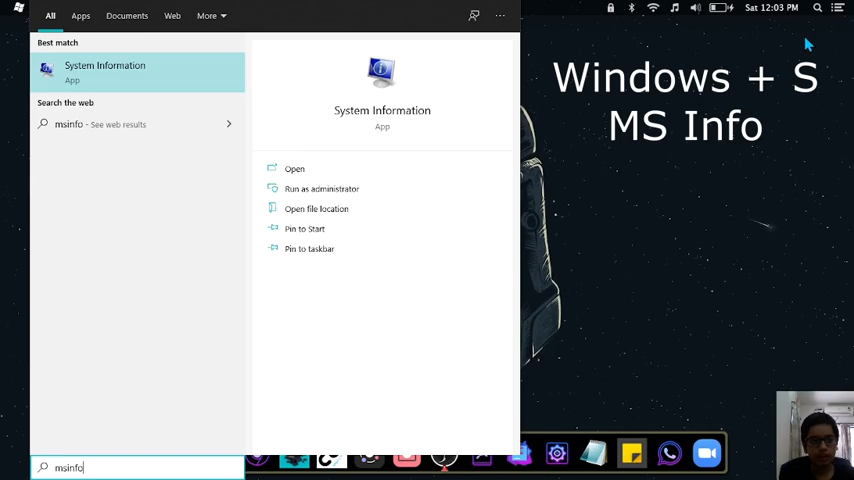 All Apps Documents Web More
Sat 12:03 PM
Best match
System Information
App
Search the web
msinfo - See web results
System Information
App
Open
Run as administrator
Open file location
Pin to Start
Pin to taskbar
Windows + S
MS Info
msinfo